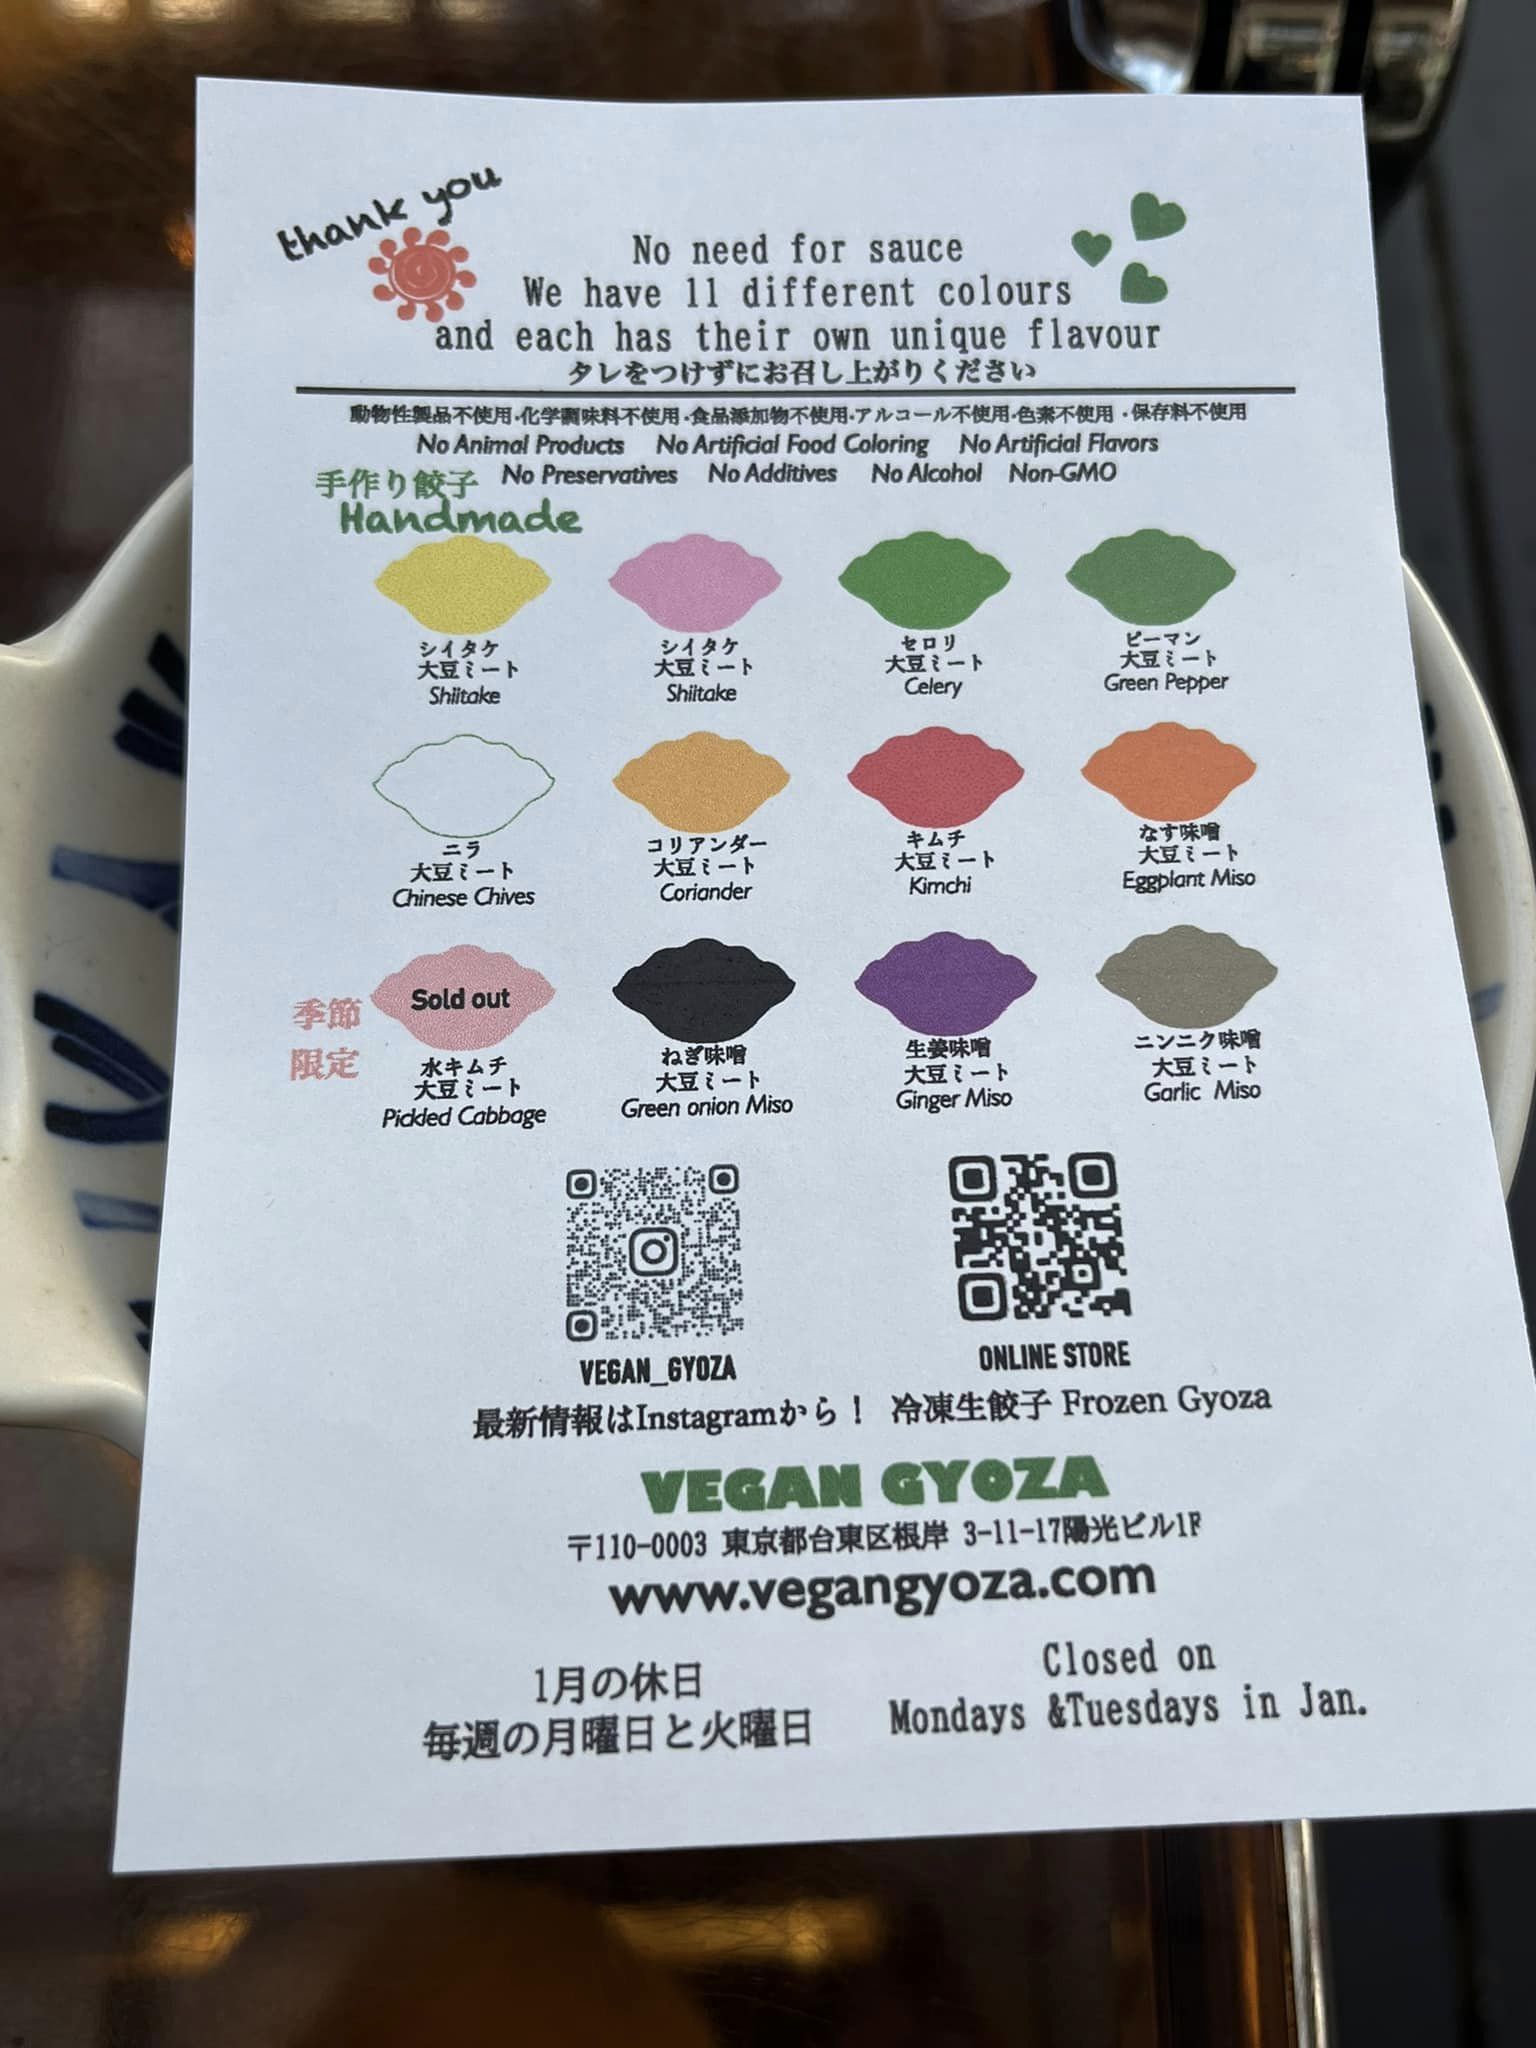 thank you
No need for sauce
We have 11 different colours
and each has their own unique flavour
タレをつけずにお召し上がりください
動物性製品不使用・化学調味料不使用・食品添加物不使用・アルコール不使用・色素不使用・保存料不使用
No Animal Products No Artificial Food Coloring No Artificial Flavors
No Preservatives No Additives No Alcohol Non-GMO
手作り餃子
Handmade
シイタケ
大豆ミート
Shiitake
シイタケ
大豆ミート
Shiitake
セロリ
大豆ミート
Celery
ピーマン
大豆ミート
Green Pepper
ニラ
大豆ミート
Chinese Chives
コリアンダー
大豆ミート
Coriander
キムチ
大豆ミート
Kimchi
なす味噌
大豆ミート
Eggplant Miso
季節
限定
Sold out
水キムチ
大豆ミート
Pickled Cabbage
ねぎ味噌
大豆ミート
Green onion Miso
生姜味噌
大豆ミート
Ginger Miso
ニンニク味噌
大豆ミート
Garlic Miso
VEGAN_GYOZA
ONLINE STORE
最新情報はInstagramから! 冷凍生餃子 Frozen Gyoza
VEGAN GYOZA
〒110-0003 東京都台東区根岸 3-11-17陽光ビル1F
www.vegangyoza.com
1月の休日
毎週の月曜日と火曜日
Closed on
Mondays &Tuesdays in Jan.